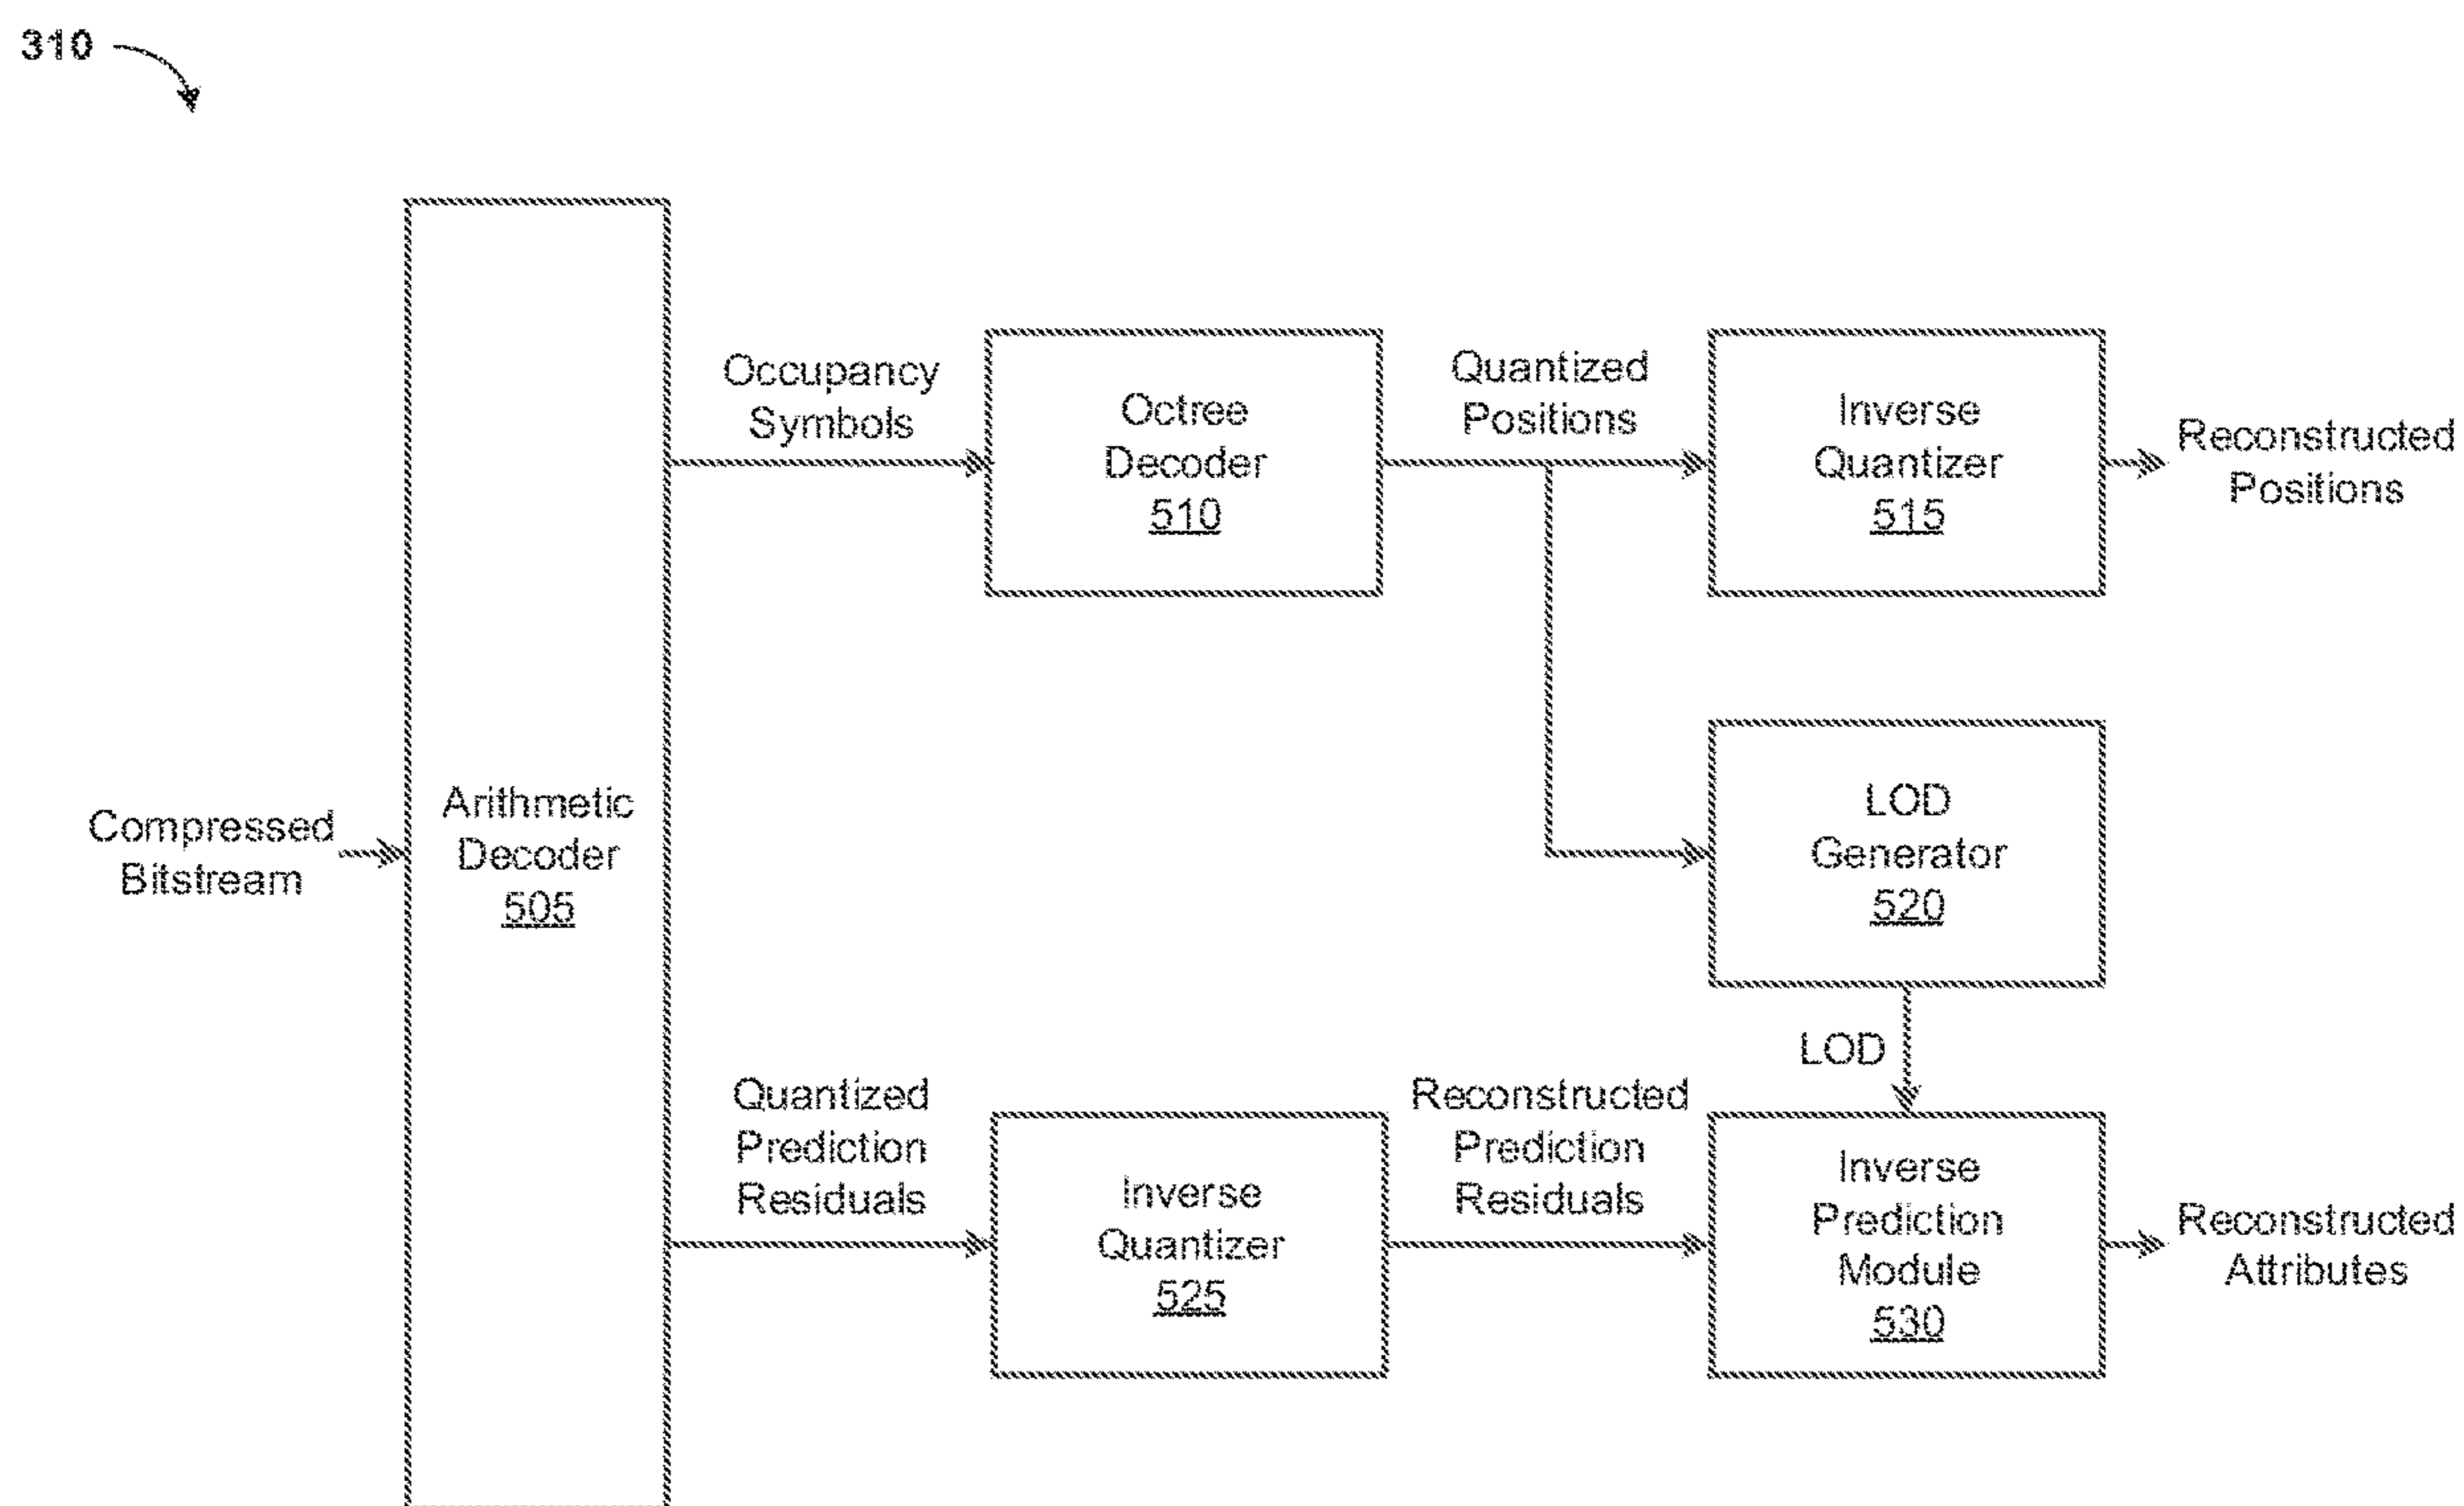 310
Occupancy
Symbols
Octree
Decoder
510
Quantized
Positions
Inverse
Quantizer
515
Reconstructed
Positions
Compressed
Bitstream
Arithmetic
Decoder
505
LOD
Generator
520
LOD
Quantized
Prediction
Residuals
Inverse
Quantizer
525
Reconstructed
Prediction
Residuals
Inverse
Prediction
Module
530
Reconstructed
Attributes